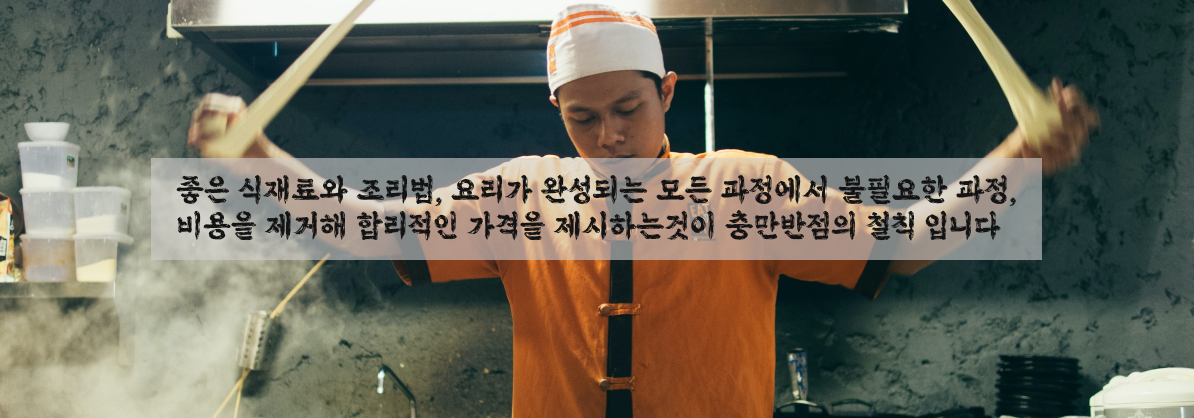 좋은 식재료와 조리법, 요리가 완성되는 모든 과정에서 불필요한 과정,
비용을 제거해 합리적인 가격을 제시하는것이 충만반점의 철칙 입니다